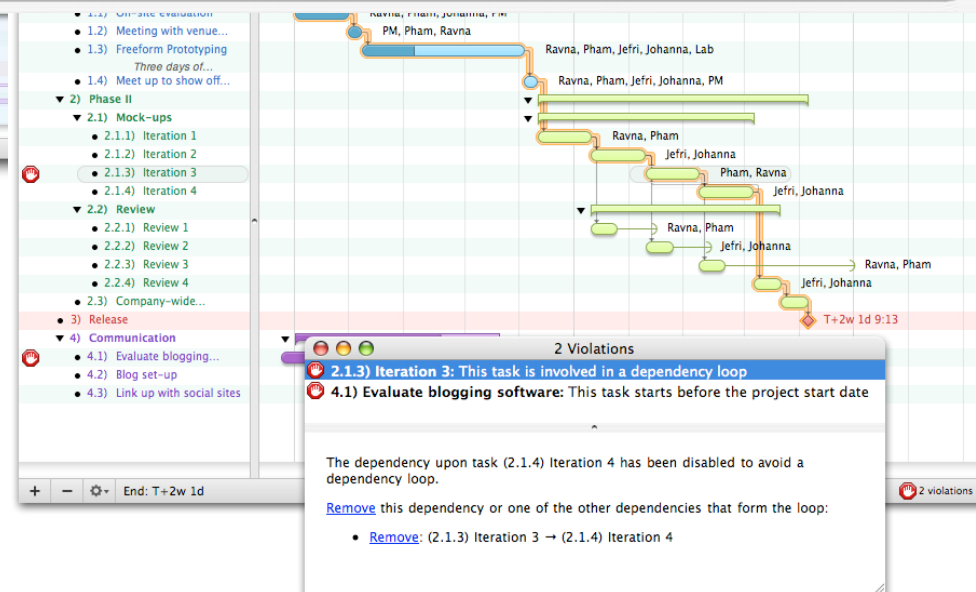 1.1) On-site evaluation Ravna, Pham, Johanna, PM
1.2) Meeting with venue... PM, Pham, Ravna
1.3) Freeform Prototyping Ravna, Pham, Jefri, Johanna, Lab
Three days of...
1.4) Meet up to show off... Ravna, Pham, Jefri, Johanna, PM
2) Phase II
2.1) Mock-ups
2.1.1) Iteration 1 Ravna, Pham
2.1.2) Iteration 2 Jefri, Johanna
2.1.3) Iteration 3 Pham, Ravna
2.1.4) Iteration 4 Jefri, Johanna
2.2) Review
2.2.1) Review 1 Ravna, Pham
2.2.2) Review 2 Jefri, Johanna
2.2.3) Review 3 Ravna, Pham
2.2.4) Review 4 Jefri, Johanna
2.3) Company-wide...
3) Release T+2w 1d 9:13
4) Communication
4.1) Evaluate blogging...
4.2) Blog set-up
4.3) Link up with social sites
End: T+2w 1d
2 violations
2 Violations
2.1.3) Iteration 3: This task is involved in a dependency loop
4.1) Evaluate blogging software: This task starts before the project start date
The dependency upon task (2.1.4) Iteration 4 has been disabled to avoid a
dependency loop.
Remove this dependency or one of the other dependencies that form the loop:
• Remove: (2.1.3) Iteration 3 → (2.1.4) Iteration 4